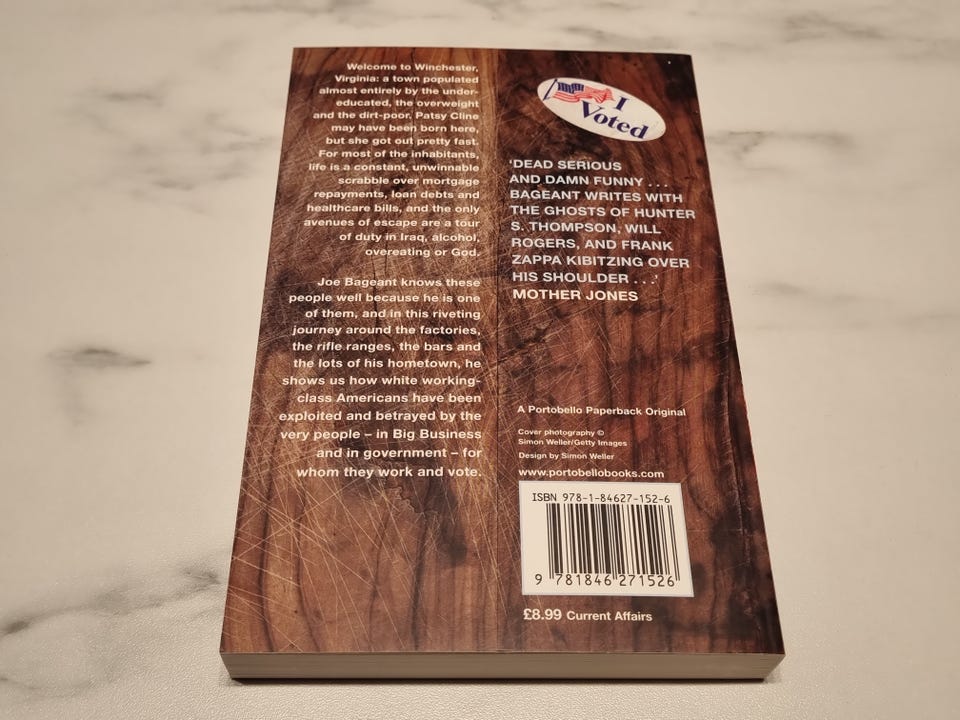 Welcome to Winchester,
Virginia: a town populated
almost entirely by the under-
educated, the overweight
and the dirt-poor. Patsy Cline
may have been born here,
but she got out pretty fast.
For most of the inhabitants,
life is a constant, unwinnable
scrabble over mortgage
repayments, loan debts and
healthcare bills, and the only
avenues of escape are a tour
of duty in Iraq, alcohol,
overeating or God.
Joe Bageant knows these
people well because he is one
of them, and in this riveting
journey around the factories,
the rifle ranges, the bars and
the lots of his hometown, he
shows us how white working-
class Americans have been
exploited and betrayed by the
very people – in Big Business
and in government – for
whom they work and vote.
I
Voted
'DEAD SERIOUS
AND DAMN FUNNY . . .
BAGEANT WRITES WITH
THE GHOSTS OF HUNTER
S. THOMPSON, WILL
ROGERS, AND FRANK
ZAPPA KIBITZING OVER
HIS SHOULDER . . .'
MOTHER JONES
A Portobello Paperback Original
Cover photography ©
Simon Weller/Getty Images
Design by Simon Weller
www.portobellobooks.com
ISBN 978-1-84627-152-6
9 781846 271526
£8.99 Current Affairs